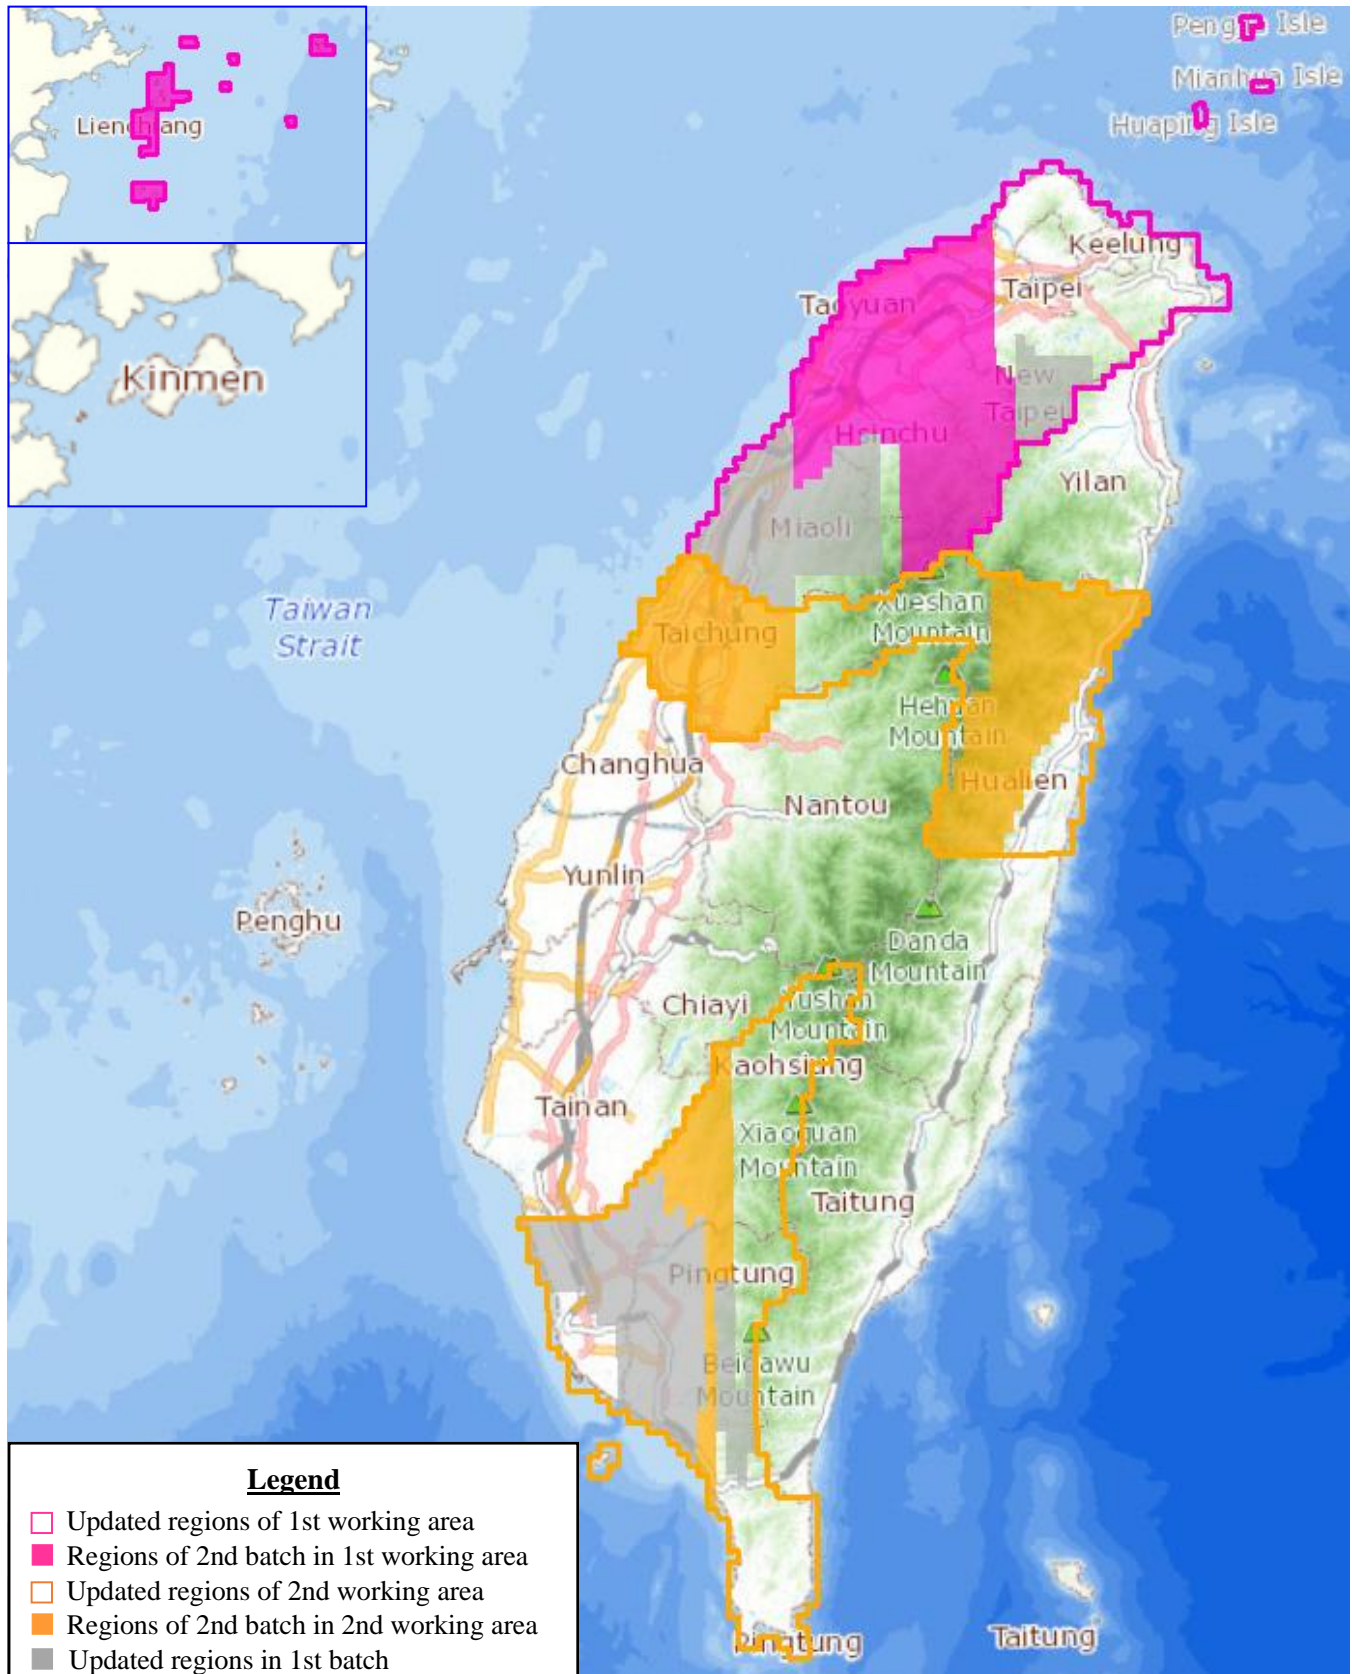 Pengjia Isle
Mianhua Isle
Huaping Isle
Lienchiang
Keelung
Taipei
Taoyuan
Kinmen
New
Taipei
Hsinchu
Yilan
Miaoli
Taiwan
Strait
Xueshan
Mountain
Taichung
Hehuan
Mountain
Changhua
Hualien
Nantou
Yunlin
Penghu
Danda
Mountain
Chiayi
Yushan
Mountain
Kaohsiung
Tainan
Xiaoguan
Mountain
Taitung
Pingtung
Beidawu
Mountain
Legend
Updated regions of 1st working area
Regions of 2nd batch in 1st working area
Updated regions of 2nd working area
Regions of 2nd batch in 2nd working area
Updated regions in 1st batch
Pingtung
Taitung